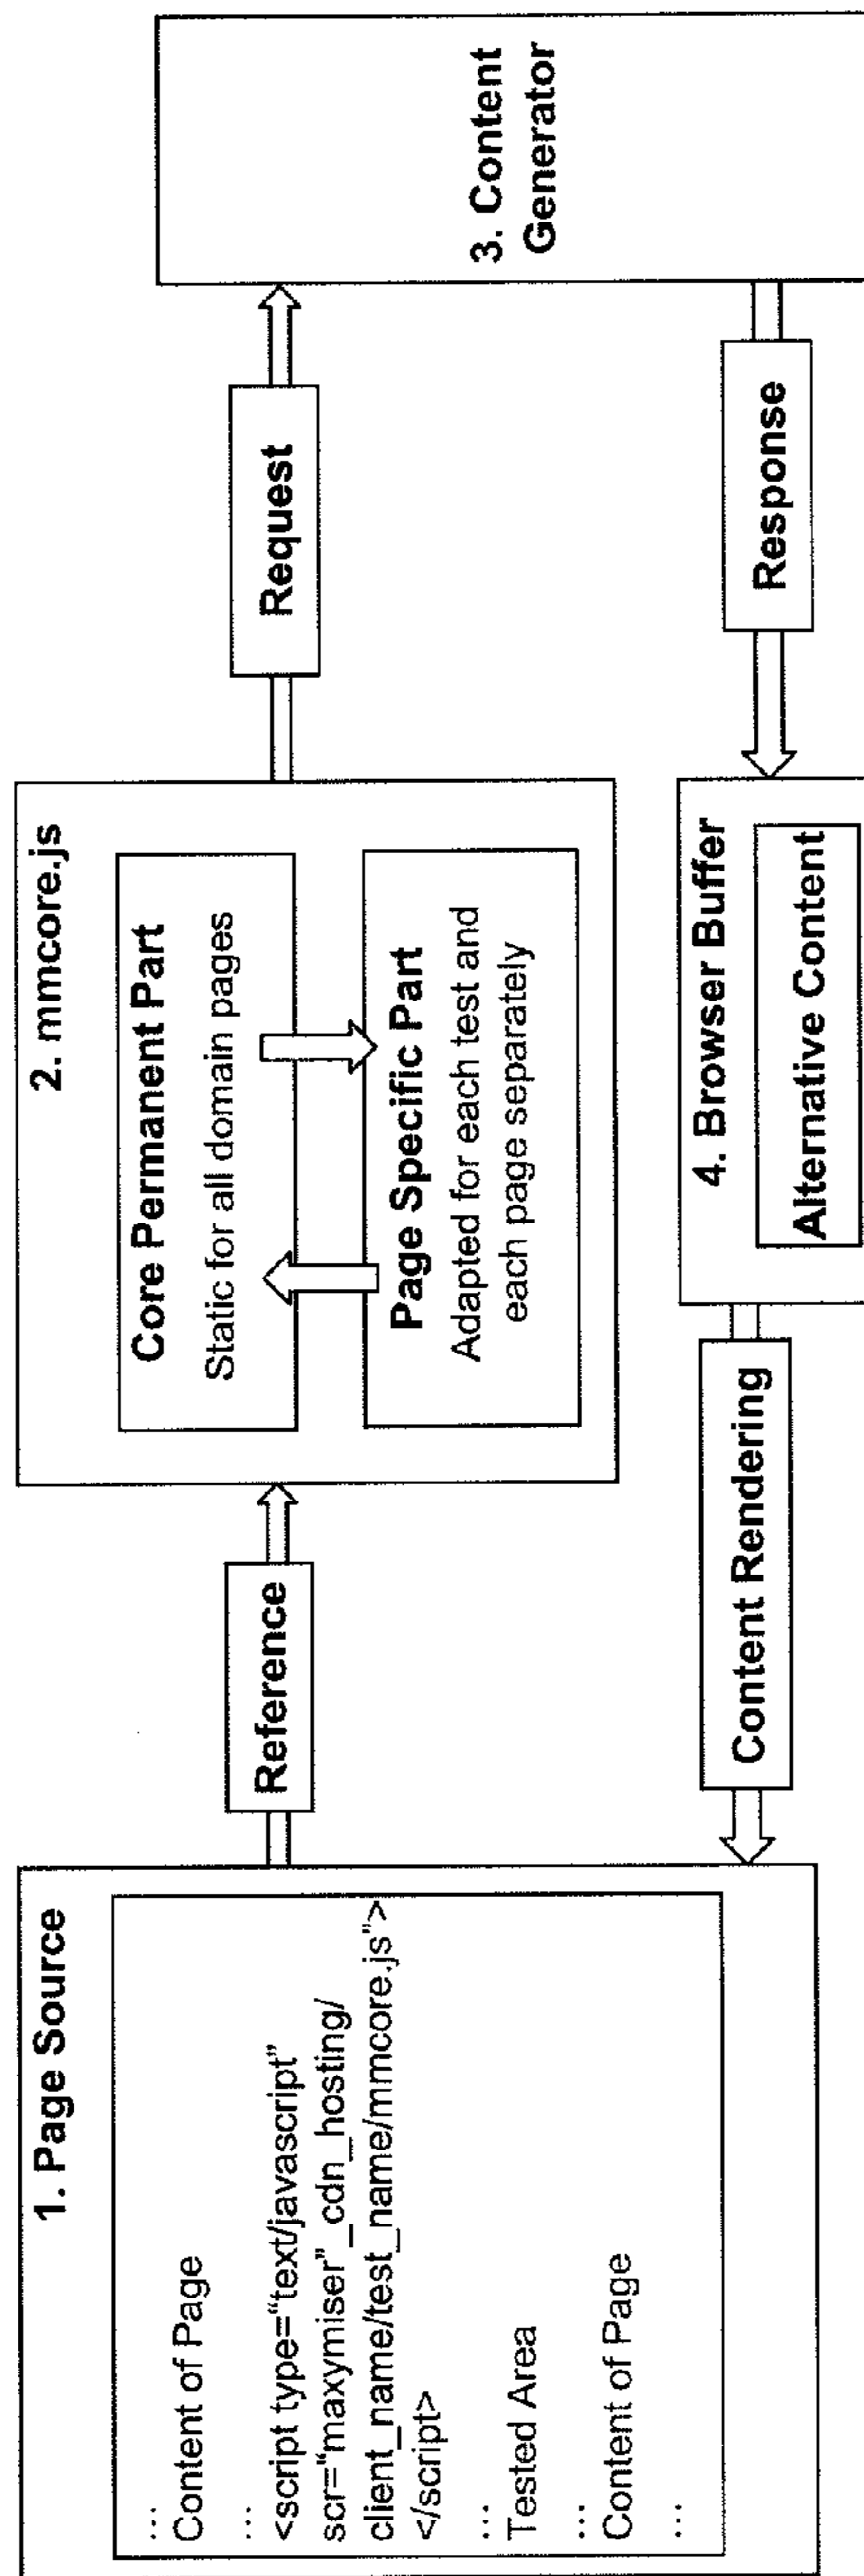 1. Page Source
...
Content of Page
...
<script type="text/javascript"
scr="maxymiser"_cdn_hosting/
client_name/test_name/mmcore.js">
</script>
...
Tested Area
...
Content of Page
...
Reference
2. mmcore.js
Core Permanent Part
Static for all domain pages
Page Specific Part
Adapted for each test and
each page separately
Request
3. Content
Generator
Response
4. Browser Buffer
Alternative Content
Content Rendering